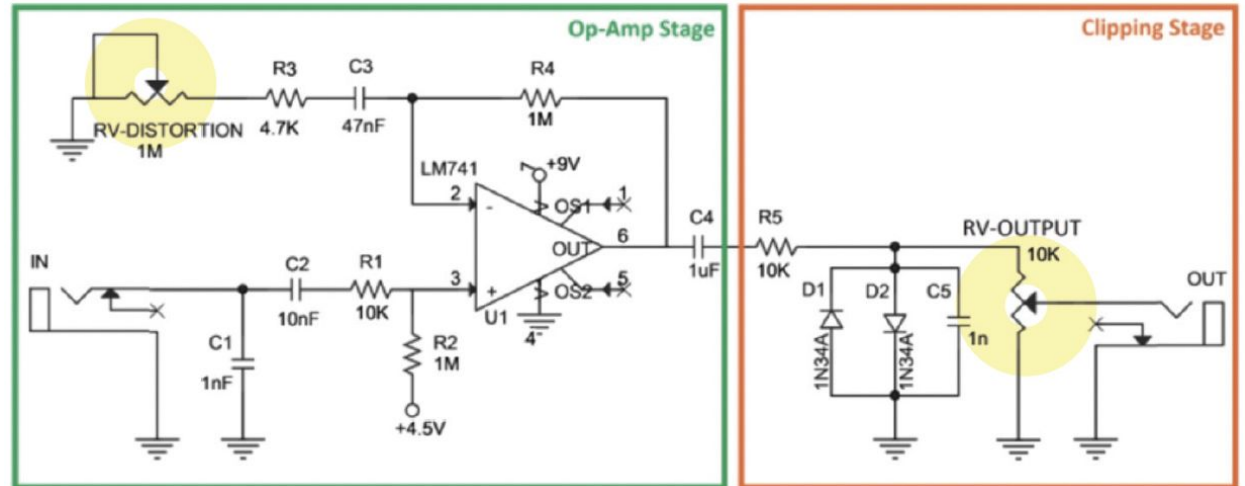 Op-Amp Stage
Clipping Stage
R3
C3
R4
RV-DISTORTION
1M
4.7K
47nF
1M
LM741
7
+9V
2
-
OS1
1
OUT
6
C4
1uF
R5
10K
RV-OUTPUT
10K
IN
C2
R1
3
+
OS2
5
U1
4
10nF
10K
C1
1nF
R2
1M
+4.5V
D1
D2
C5
1N34A
1N34A
1n
OUT